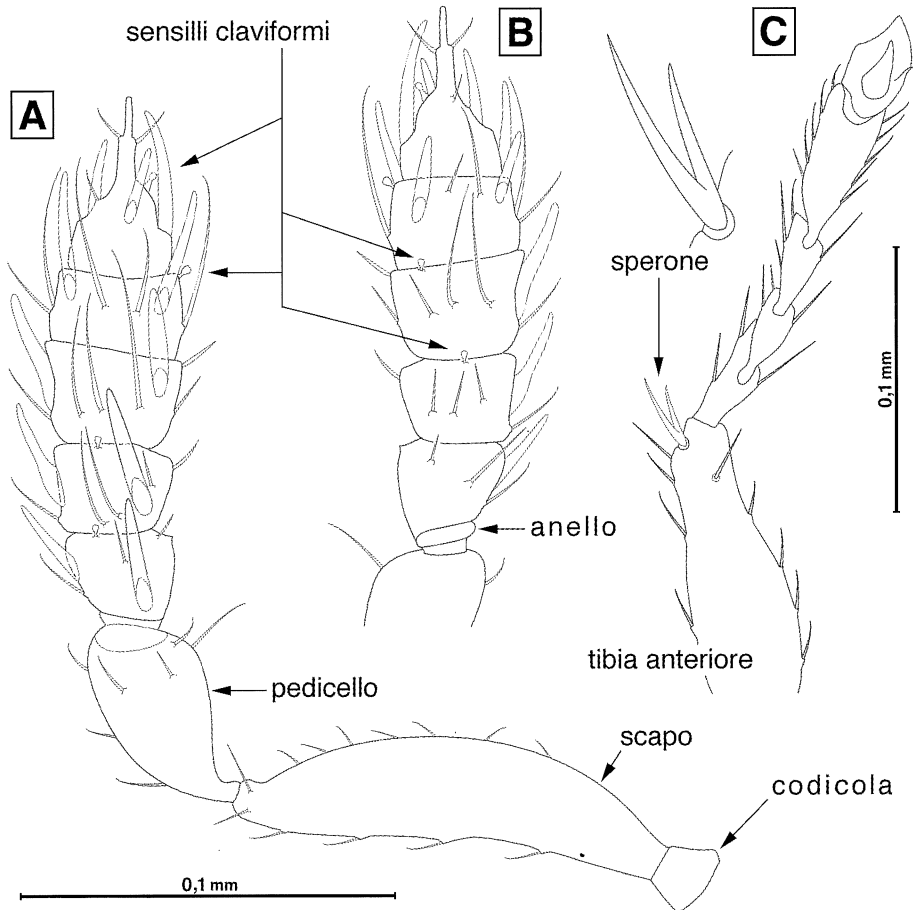 sensilli claviformi
A
B
C
sperone
0,1 mm
anello
tibia anteriore
pedicello
scapo
codicola
0,1 mm